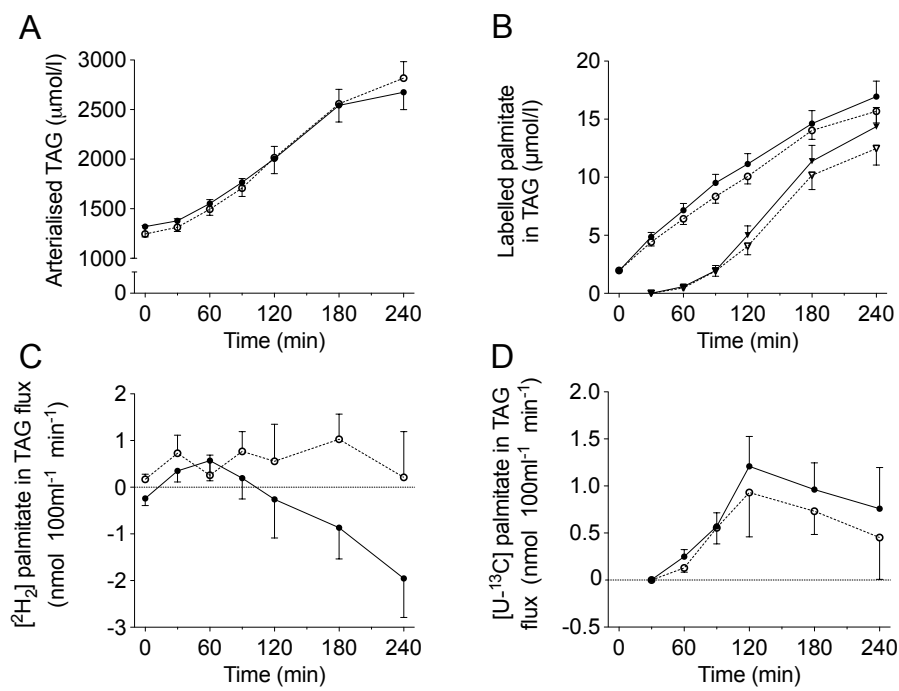 A
Arterialised TAG (μmol/l)
3000
2500
2000
1500
1000
0
0 60 120 180 240
Time (min)
B
Labelled palmitate
in TAG (μmol/l)
20
15
10
5
0
0 60 120 180 240
Time (min)
C
[²H₂] palmitate in TAG flux
(nmol 100ml⁻¹ min⁻¹)
2
1
0
-1
-2
-3
0 60 120 180 240
Time (min)
D
[U-¹³C] palmitate in TAG
flux (nmol 100ml⁻¹ min⁻¹)
2.0
1.5
1.0
0.5
0
-0.5
0 60 120 180 240
Time (min)